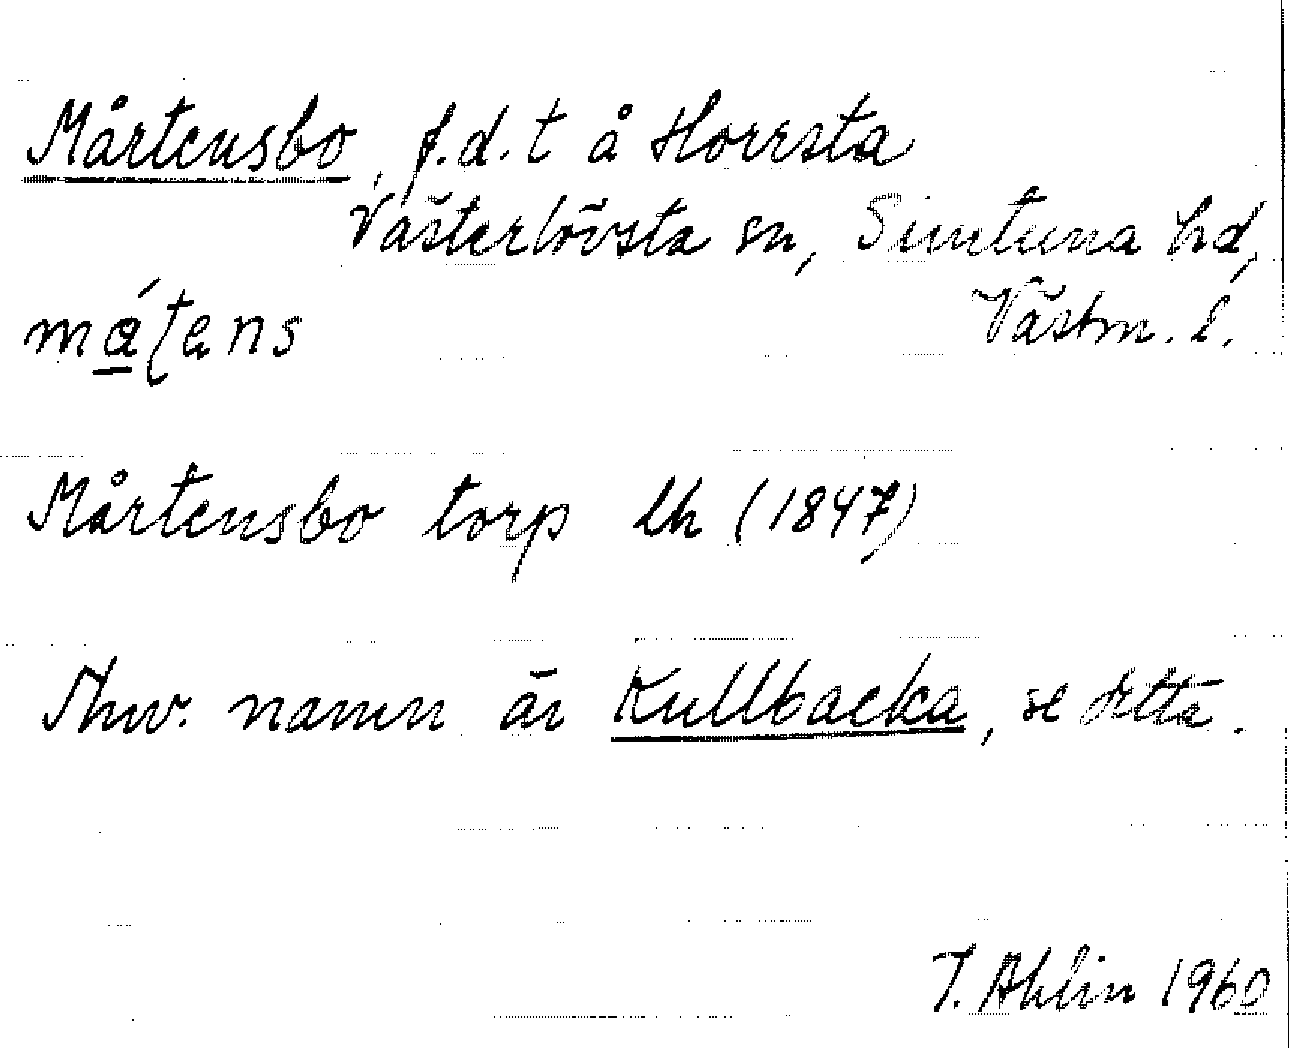 Mårtensbo, f.d. t å Horrsta
Västerlövsta sn, Simtuna hd,
Västm. l.
Mårtensbo torp lh (1847)
Nuv. namn är Kullbacka, se detta.
T. Ahlin 1960